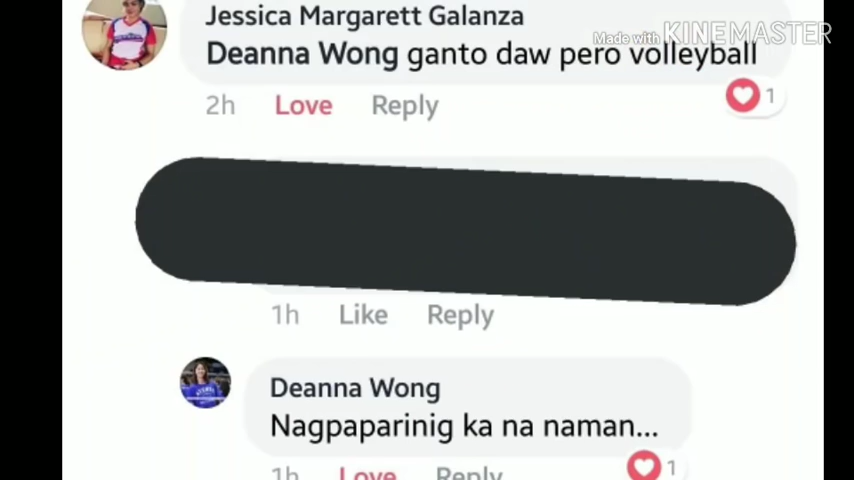 Jessica Margarett Galanza
Made with KINEMASTER
Deanna Wong ganto daw pero volleyball
2h Love Reply 1
1h Like Reply
Deanna Wong
Nagpaparinig ka na naman...
1h Love Reply 1